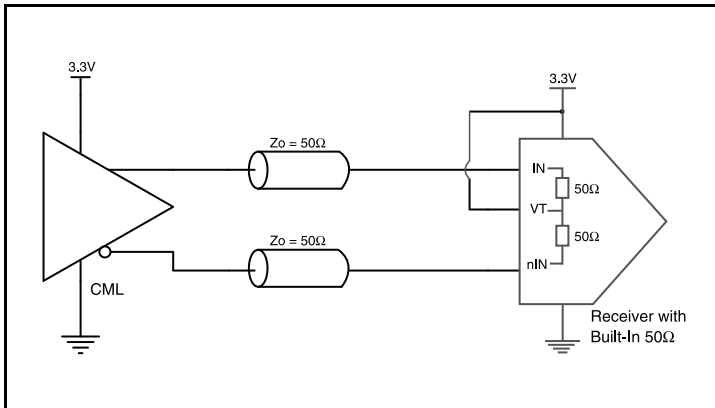 3.3V
3.3V
Zo = 50Ω
IN
50Ω
VT
Zo = 50Ω
50Ω
nIN
CML
Receiver with
Built-In 50Ω